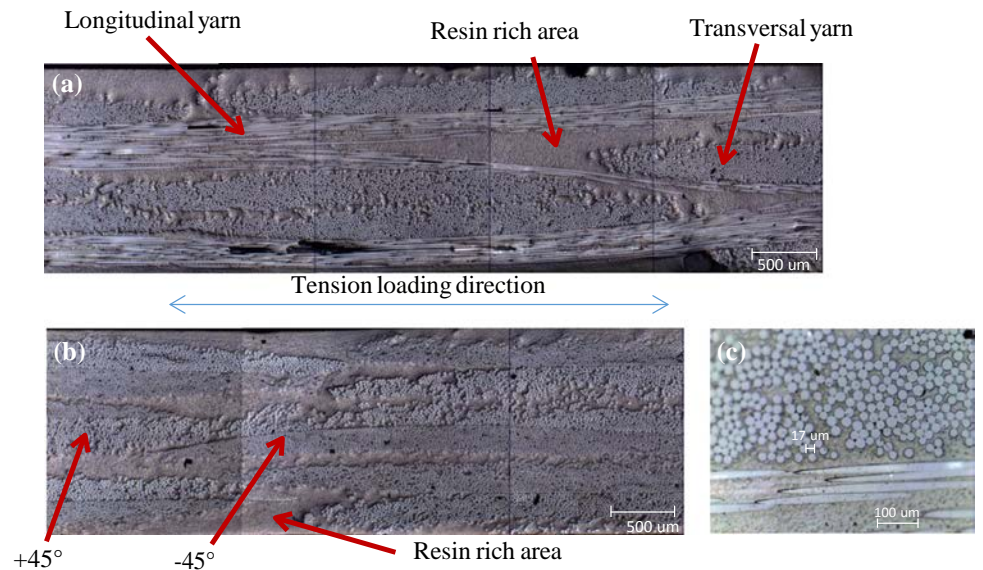 Longitudinal yarn
Resin rich area
Transversal yarn
(a)
500 um
Tension loading direction
(b)
500 um
(c)
17 um
100 um
+45°
-45°
Resin rich area